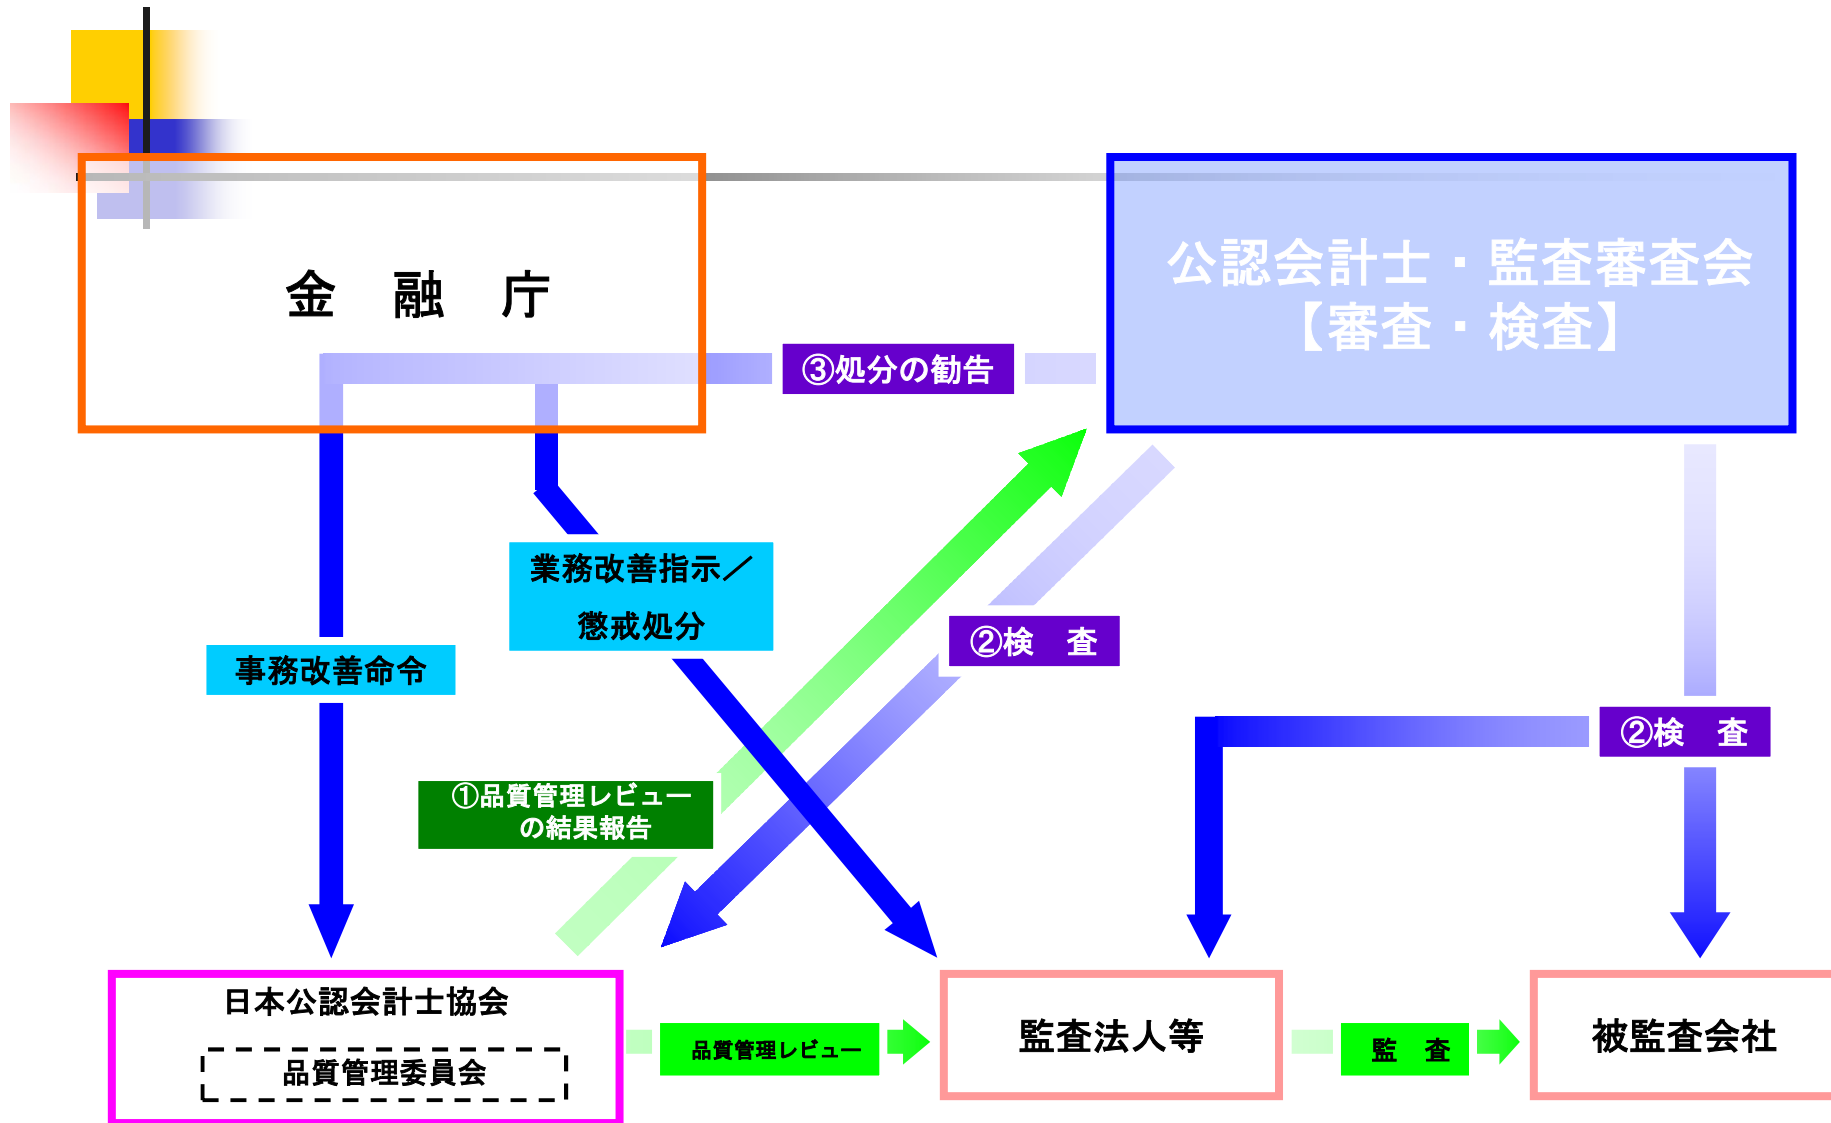 金　融　庁
公認会計士・監査審査会
【審査・検査】
③処分の勧告
業務改善指示／
懲戒処分
②検　査
事務改善命令
②検　査
①品質管理レビュー
の結果報告
日本公認会計士協会
品質管理委員会
品質管理レビュー
監査法人等
監　査
被監査会社